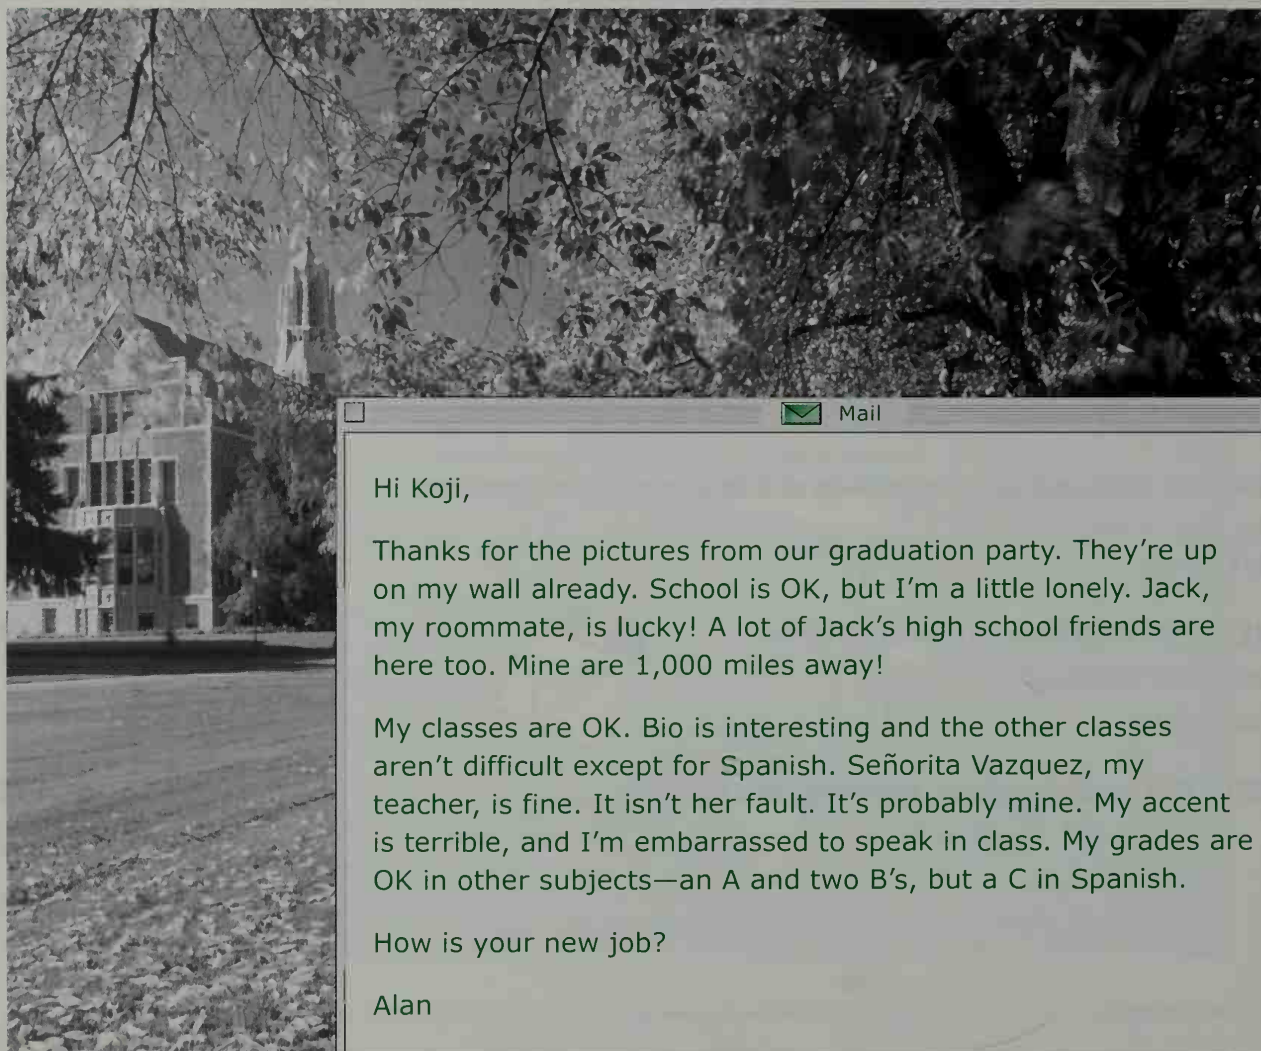 Mail
Hi Koji,
Thanks for the pictures from our graduation party. They're up
on my wall already. School is OK, but I'm a little lonely. Jack,
my roommate, is lucky! A lot of Jack's high school friends are
here too. Mine are 1,000 miles away!
My classes are OK. Bio is interesting and the other classes
aren't difficult except for Spanish. Señorita Vazquez, my
teacher, is fine. It isn't her fault. It's probably mine. My accent
is terrible, and I'm embarrassed to speak in class. My grades are
OK in other subjects—an A and two B's, but a C in Spanish.
How is your new job?
Alan